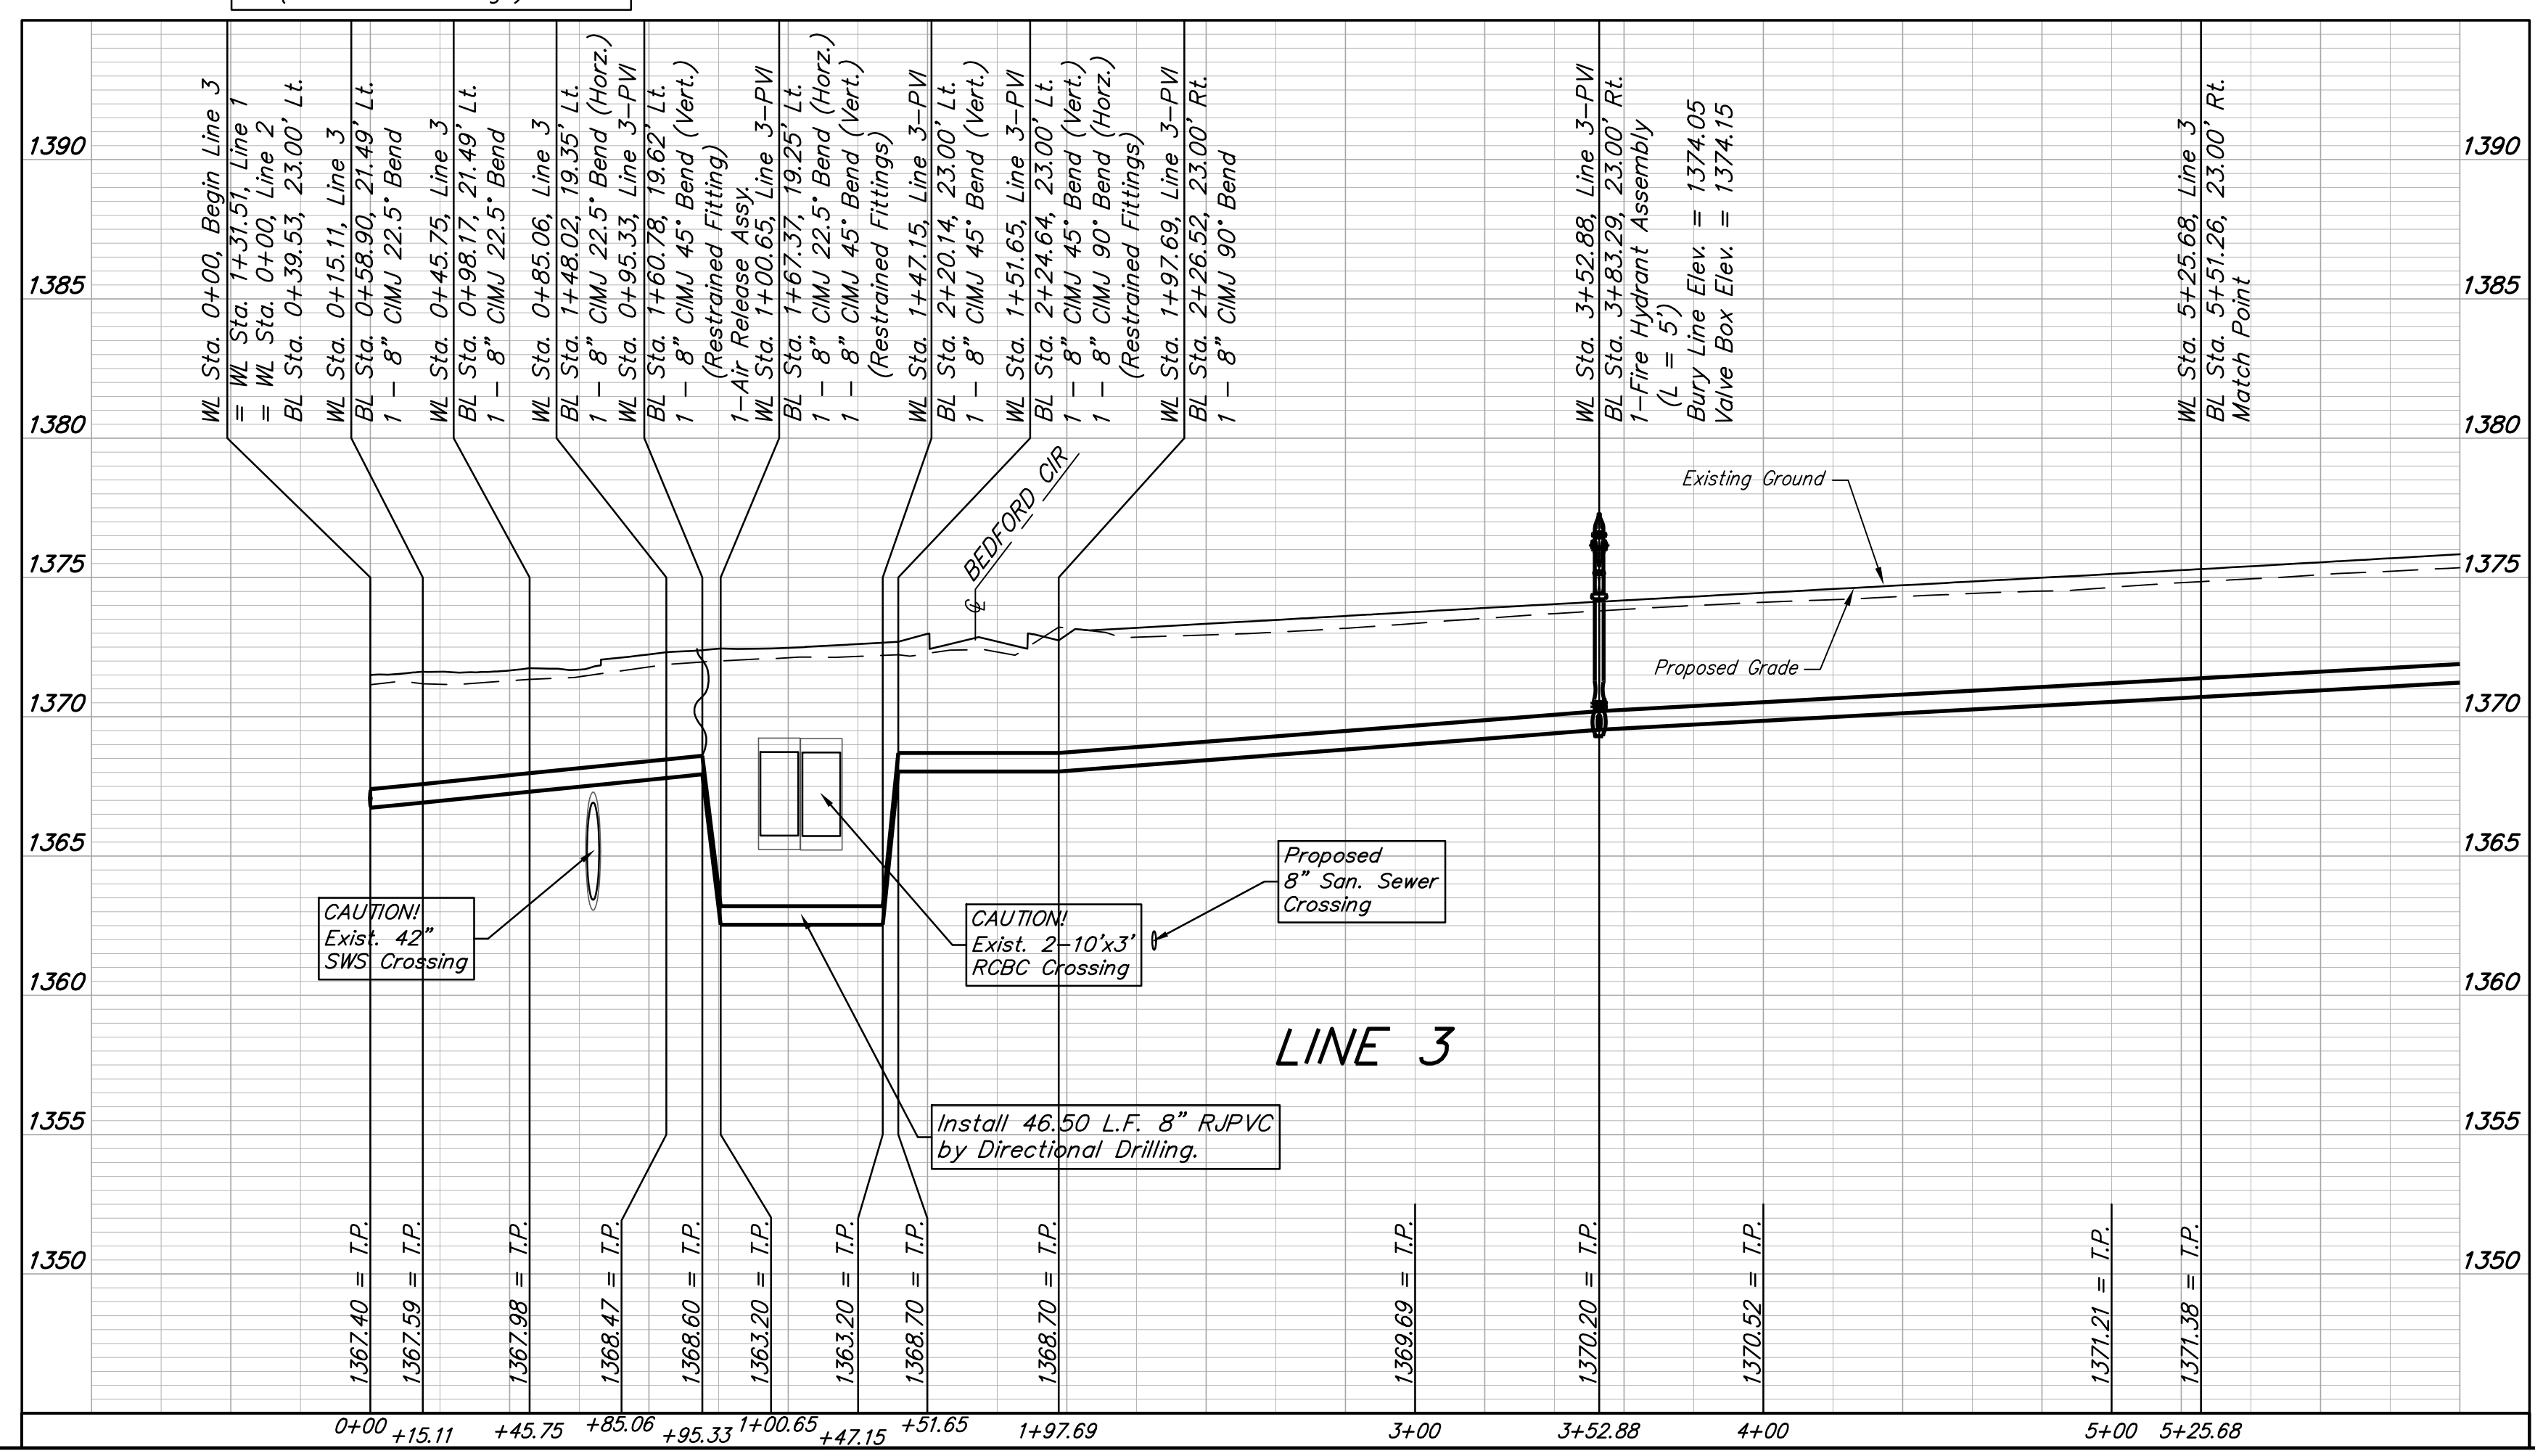 WL Sta. 0+00, Begin Line 3
= WL Sta. 1+31.51, Line 1
= WL Sta. 0+00, Line 2
BL Sta. 0+39.53, 23.00' Lt.
WL Sta. 0+15.11, Line 3
BL Sta. 0+58.90, 21.49' Lt.
1 - 8" CIMJ 22.5° Bend
WL Sta. 0+45.75, Line 3
BL Sta. 0+98.17, 21.49' Lt.
1 - 8" CIMJ 22.5° Bend
WL Sta. 0+85.06, Line 3
BL Sta. 1+48.02, 19.35' Lt.
1 - 8" CIMJ 22.5° Bend (Horz.)
WL Sta. 0+95.33, Line 3-PVI
BL Sta. 1+60.78, 19.62' Lt.
1 - 8" CIMJ 45° Bend (Vert.)
(Restrained Fitting)
1-Air Release Assy.
WL Sta. 1+00.65, Line 3-PVI
BL Sta. 1+67.37, 19.25' Lt.
1 - 8" CIMJ 22.5° Bend (Horz.)
1 - 8" CIMJ 45° Bend (Vert.)
(Restrained Fittings)
WL Sta. 1+47.15, Line 3-PVI
BL Sta. 2+20.14, 23.00' Lt.
1 - 8" CIMJ 45° Bend (Vert.)
WL Sta. 1+51.65, Line 3-PVI
BL Sta. 2+24.64, 23.00' Lt.
1 - 8" CIMJ 45° Bend (Vert.)
1 - 8" CIMJ 90° Bend (Horz.)
(Restrained Fittings)
WL Sta. 1+97.69, Line 3-PVI
BL Sta. 2+26.52, 23.00' Rt.
1 - 8" CIMJ 90° Bend
WL Sta. 3+52.88, Line 3-PVI
BL Sta. 3+83.29, 23.00' Rt.
1-Fire Hydrant Assembly
(L = 5')
Bury Line Elev. = 1374.05
Valve Box Elev. = 1374.15
WL Sta. 5+25.68, Line 3
BL Sta. 5+51.26, 23.00' Rt.
Match Point
1390
1390
1385
1385
1380
1380
BEDFORD CIR
Existing Ground
1375
1375
Proposed Grade
1370
1370
1365
1365
Proposed
8" San. Sewer
Crossing
CAUTION!
Exist. 42"
SWS Crossing
CAUTION!
Exist. 2-10'x3'
RCBC Crossing
1360
1360
LINE 3
1355
1355
Install 46.50 L.F. 8" RJPVC
by Directional Drilling.
1350
1350
1367.40 = T.P.
1367.59 = T.P.
1367.98 = T.P.
1368.47 = T.P.
1368.60 = T.P.
1363.20 = T.P.
1363.20 = T.P.
1368.70 = T.P.
1368.70 = T.P.
1369.69 = T.P.
1370.20 = T.P.
1370.52 = T.P.
1371.21 = T.P.
1371.38 = T.P.
0+00
+15.11
+45.75
+85.06
+95.33
1+00.65
+47.15
+51.65
1+97.69
3+00
3+52.88
4+00
5+00
5+25.68